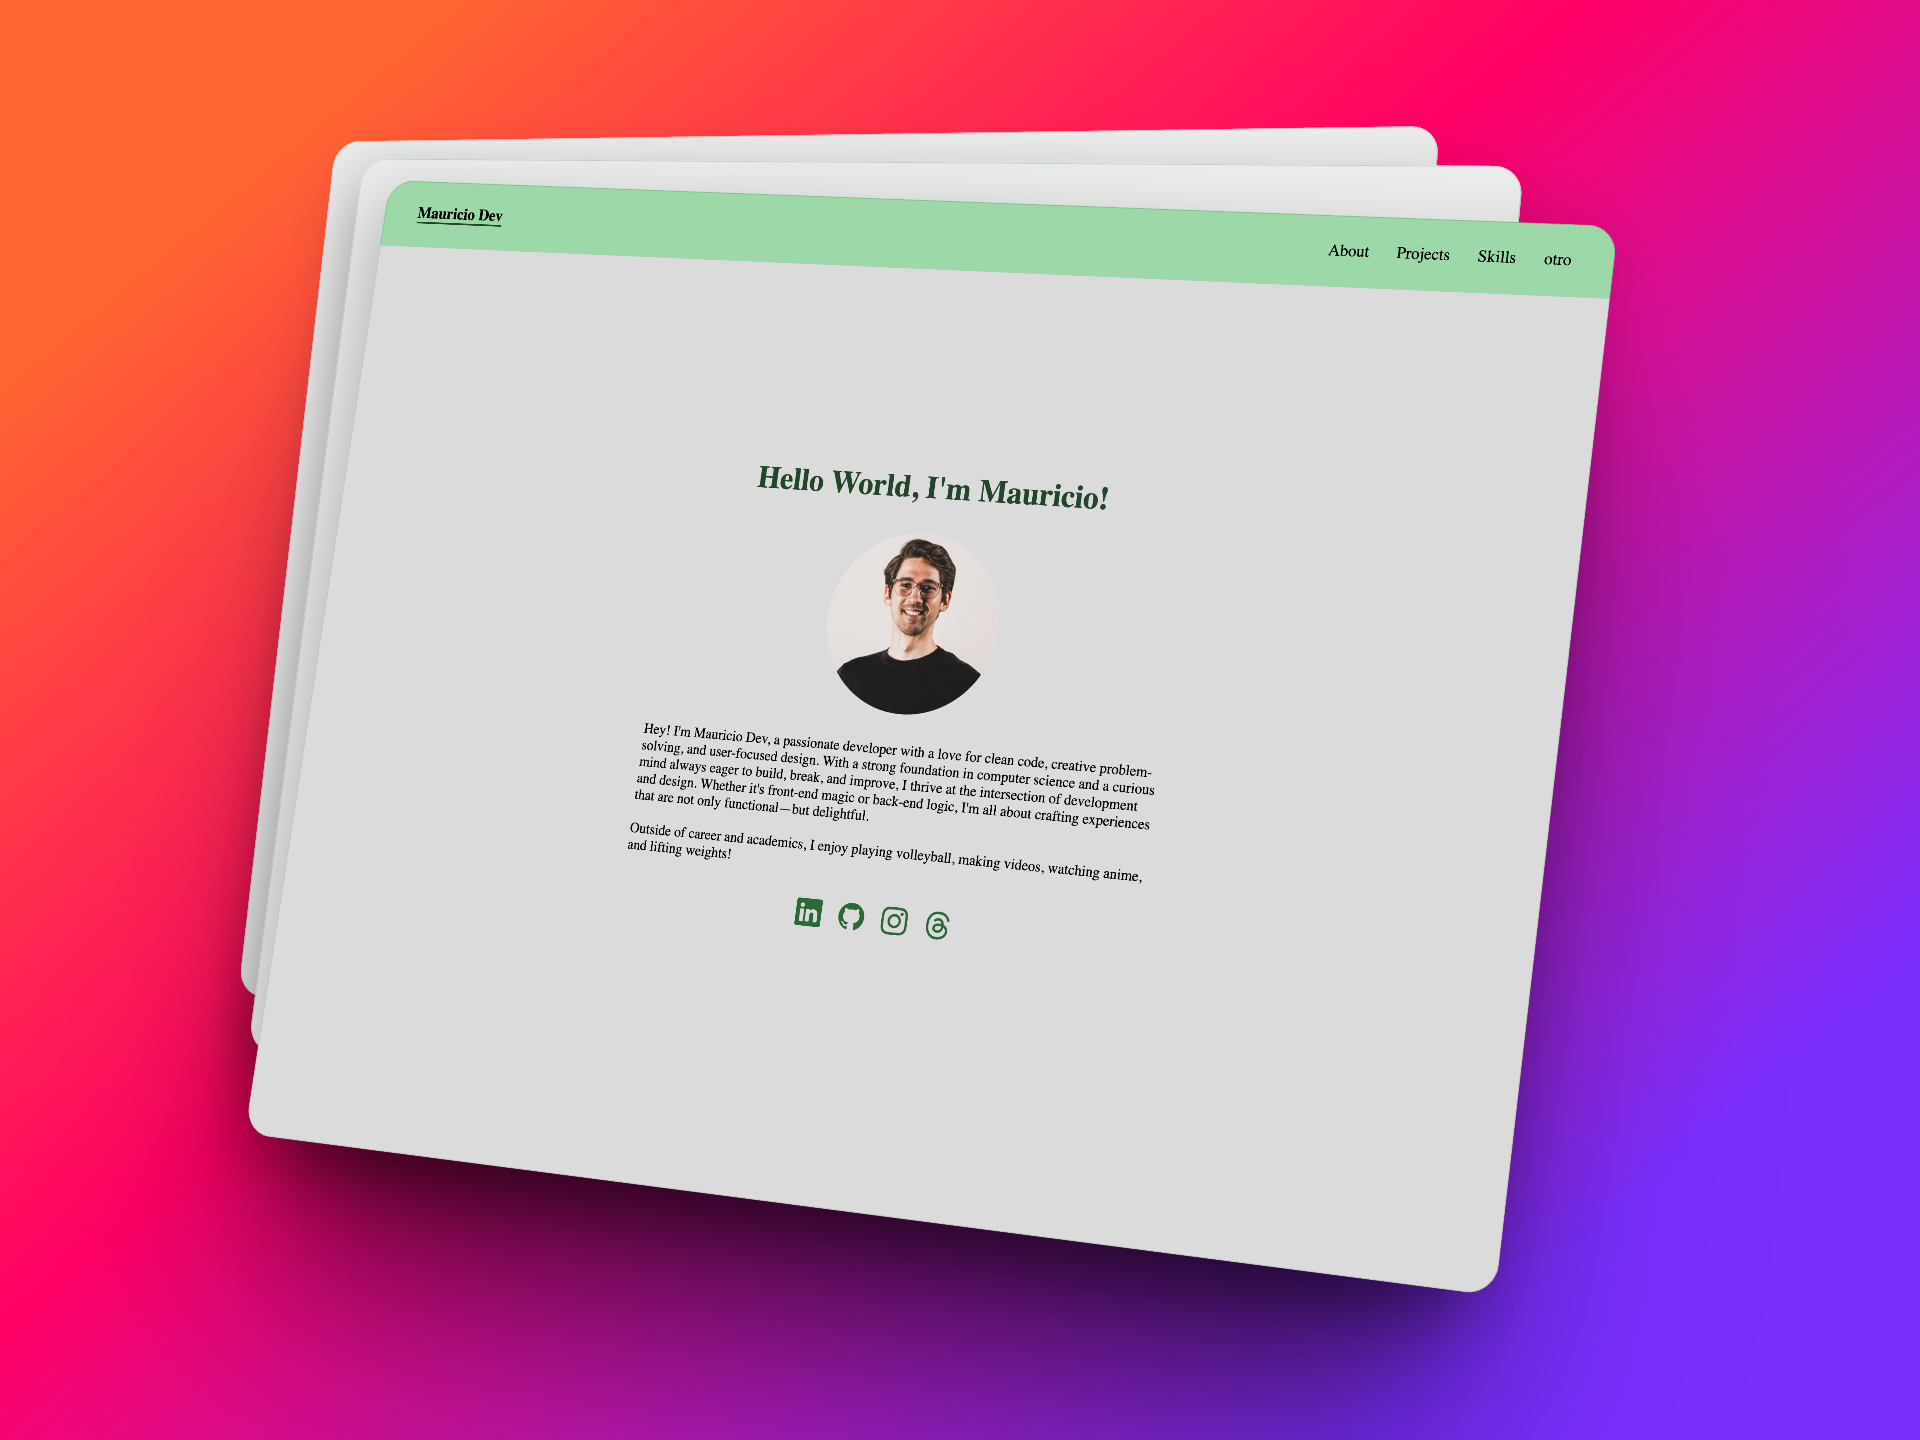 Mauricio Dev
About Projects Skills otro
Hello World, I'm Mauricio!
Hey! I'm Mauricio Dev, a passionate developer with a love for clean code, creative problem-
solving, and user-focused design. With a strong foundation in computer science and a curious
mind always eager to build, break, and improve, I thrive at the intersection of development
and design. Whether it's front-end magic or back-end logic, I'm all about crafting experiences
that are not only functional—but delightful.
Outside of career and academics, I enjoy playing volleyball, making videos, watching anime,
and lifting weights!
in